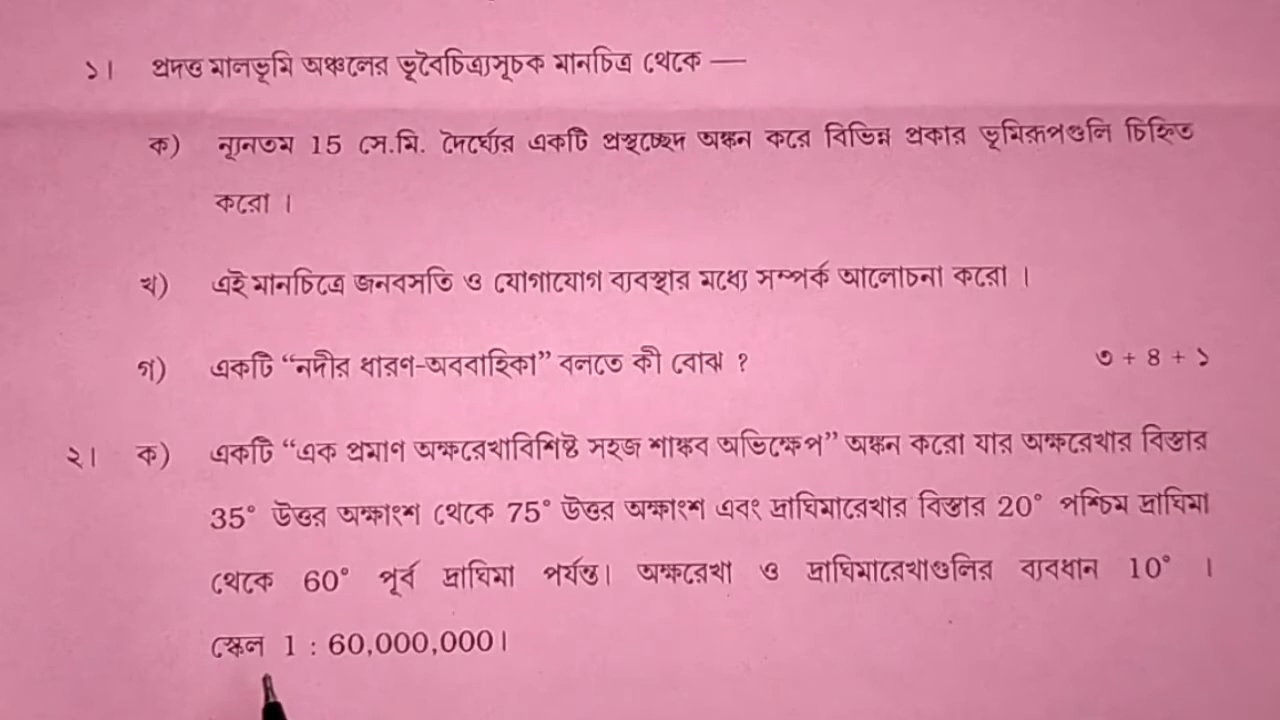 ১। প্রদত্ত মালভূমি অঞ্চলের ভূবৈচিত্র্যসূচক মানচিত্র থেকে —
ক) ন্যূনতম 15 সে.মি. দৈর্ঘ্যের একটি প্রস্থচ্ছেদ অঙ্কন করে বিভিন্ন প্রকার ভূমিরূপগুলি চিহ্নিত
করো ।
খ) এই মানচিত্রে জনবসতি ও যোগাযোগ ব্যবস্থার মধ্যে সম্পর্ক আলোচনা করো ।
গ) একটি “নদীর ধারণ-অববাহিকা” বলতে কী বোঝ ? ৩ + ৪ + ১
২। ক) একটি “এক প্রমাণ অক্ষরেখাবিশিষ্ট সহজ শাঙ্কব অভিক্ষেপ” অঙ্কন করো যার অক্ষরেখার বিস্তার
35° উত্তর অক্ষাংশ থেকে 75° উত্তর অক্ষাংশ এবং দ্রাঘিমারেখার বিস্তার 20° পশ্চিম দ্রাঘিমা
থেকে 60° পূর্ব দ্রাঘিমা পর্যন্ত। অক্ষরেখা ও দ্রাঘিমারেখাগুলির ব্যবধান 10° ।
স্কেল 1 : 60,000,000।